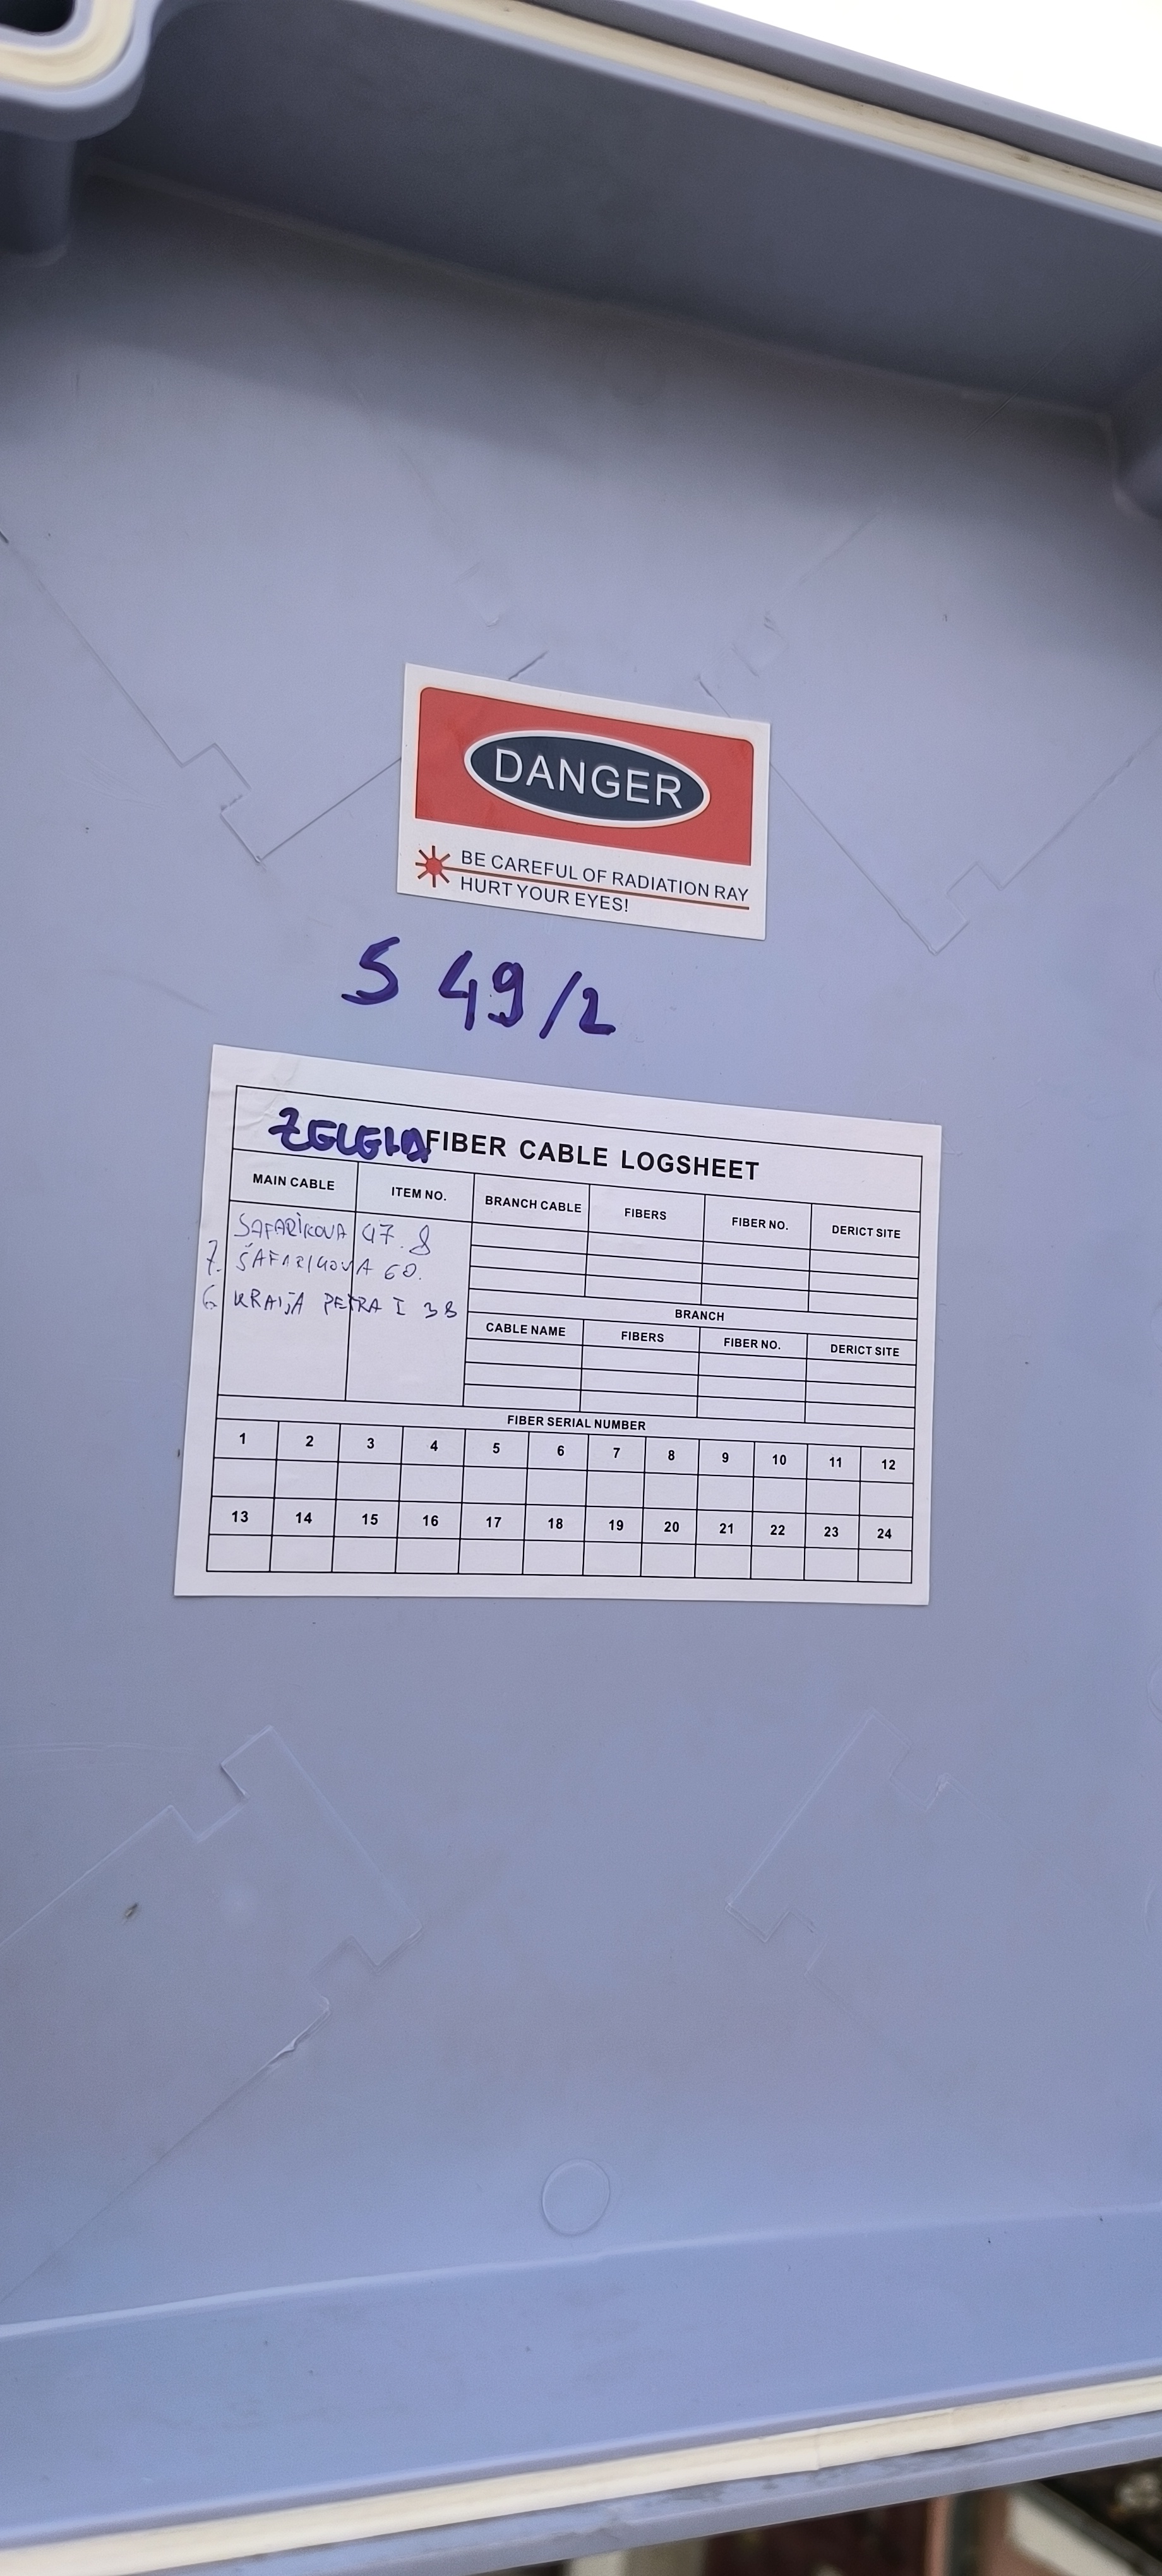 DANGER
BE CAREFUL OF RADIATION RAY
HURT YOUR EYES!
S 49/2
FIBER CABLE LOGSHEET
MAIN CABLE ITEM NO. BRANCH CABLE FIBERS FIBER NO. DERICT SITE
ŠAFARIKOVA 47. 8
7. ŠAFARIKOVA 60.
6 KRALJA PETRA I 38
BRANCH
CABLE NAME FIBERS FIBER NO. DERICT SITE
FIBER SERIAL NUMBER
1 2 3 4 5 6 7 8 9 10 11 12
13 14 15 16 17 18 19 20 21 22 23 24